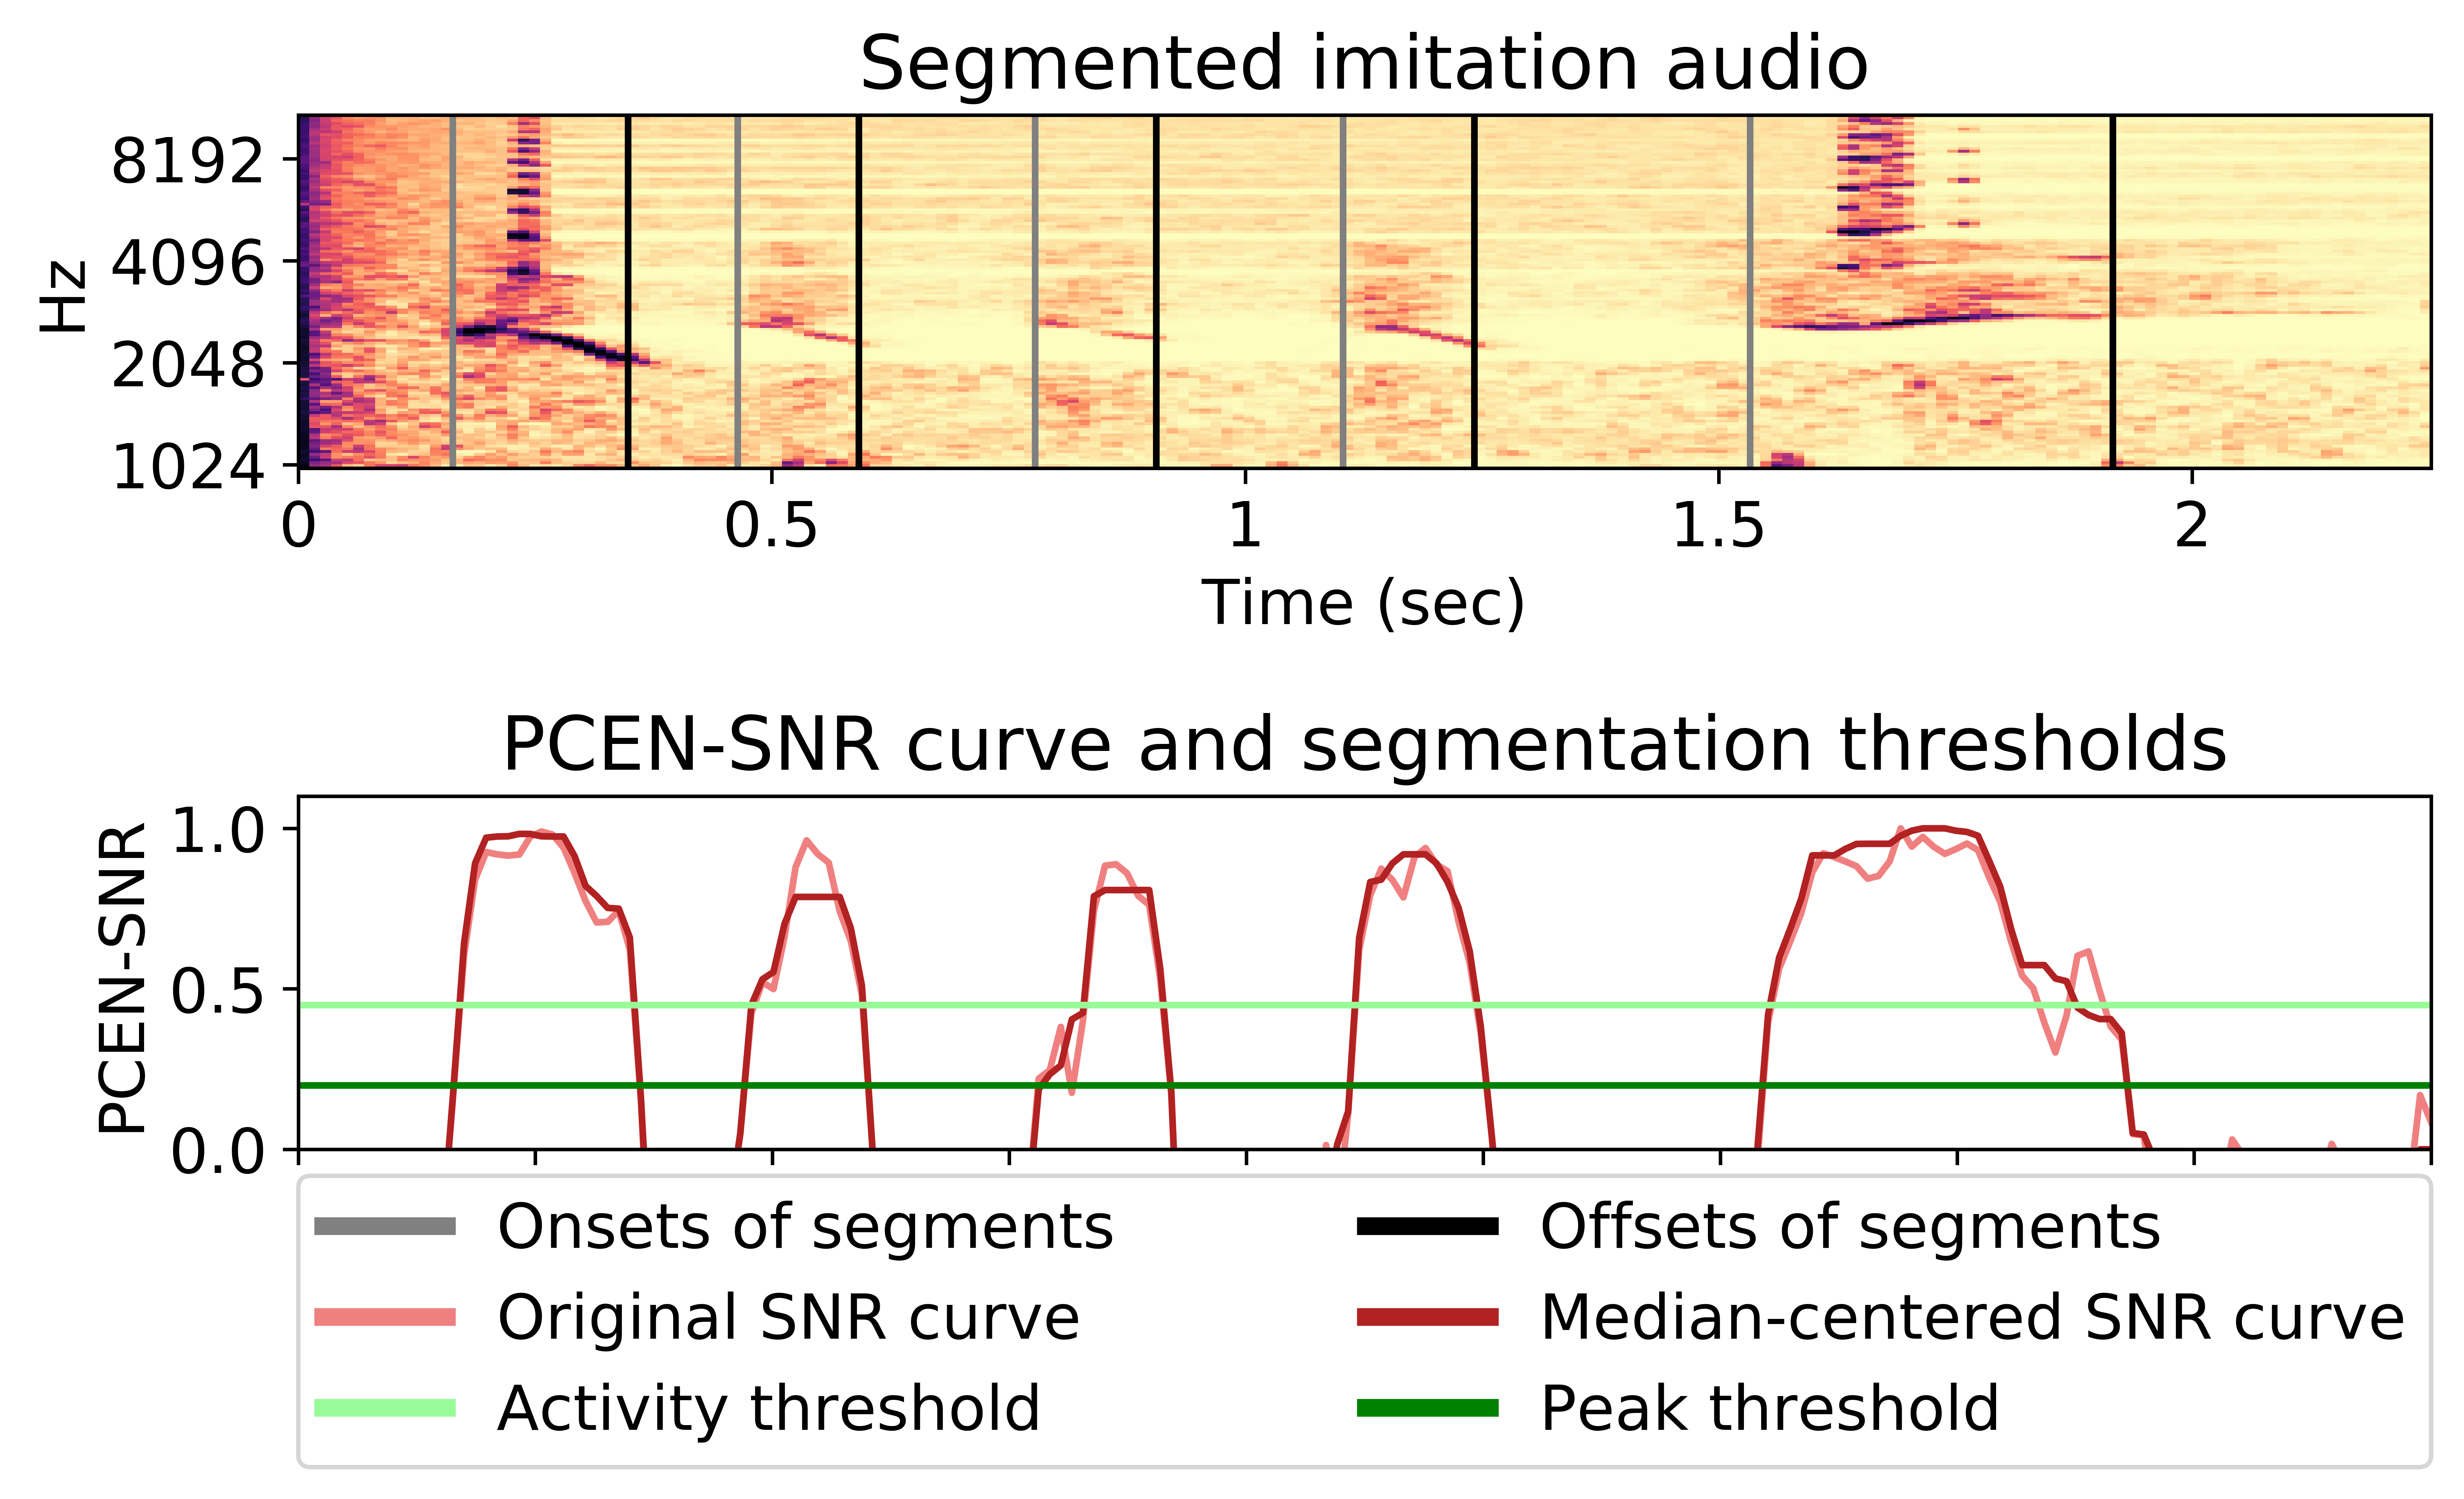 Segmented imitation audio
8192
4096
2048
1024
Hz
0 0.5 1 1.5 2
Time (sec)
PCEN-SNR curve and segmentation thresholds
1.0
0.5
0.0
PCEN-SNR
Onsets of segments
Offsets of segments
Original SNR curve
Median-centered SNR curve
Activity threshold
Peak threshold